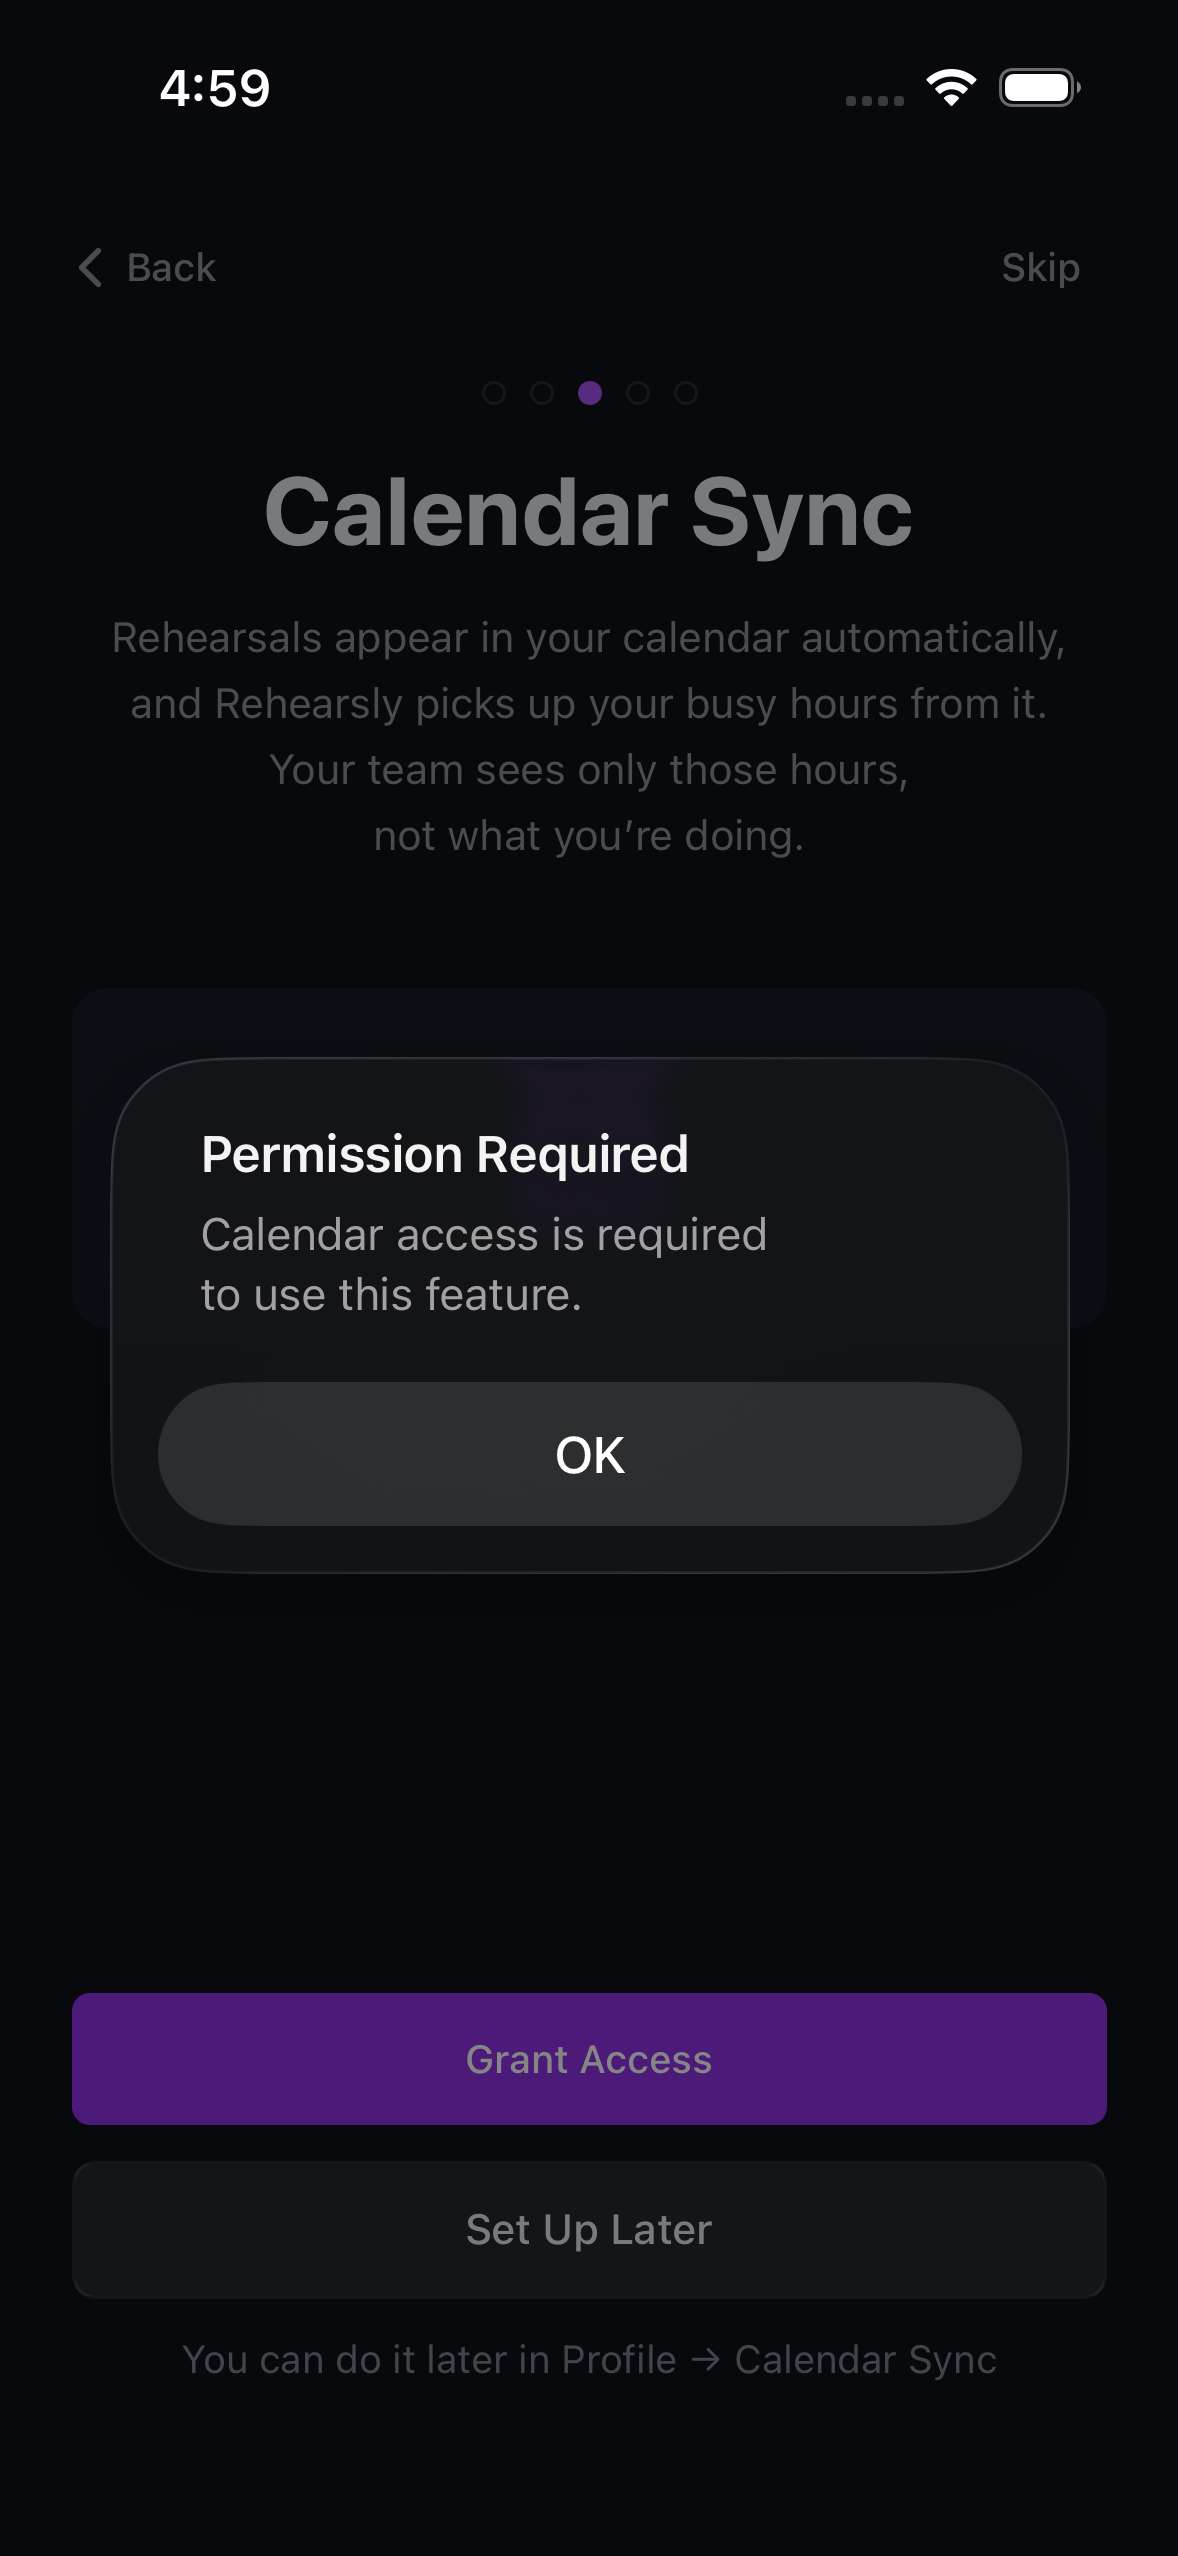 4:59
Back
Skip
Calendar Sync
Rehearsals appear in your calendar automatically,
and Rehearsly picks up your busy hours from it.
Your team sees only those hours,
not what you’re doing.
Permission Required
Calendar access is required
to use this feature.
OK
Grant Access
Set Up Later
You can do it later in Profile → Calendar Sync